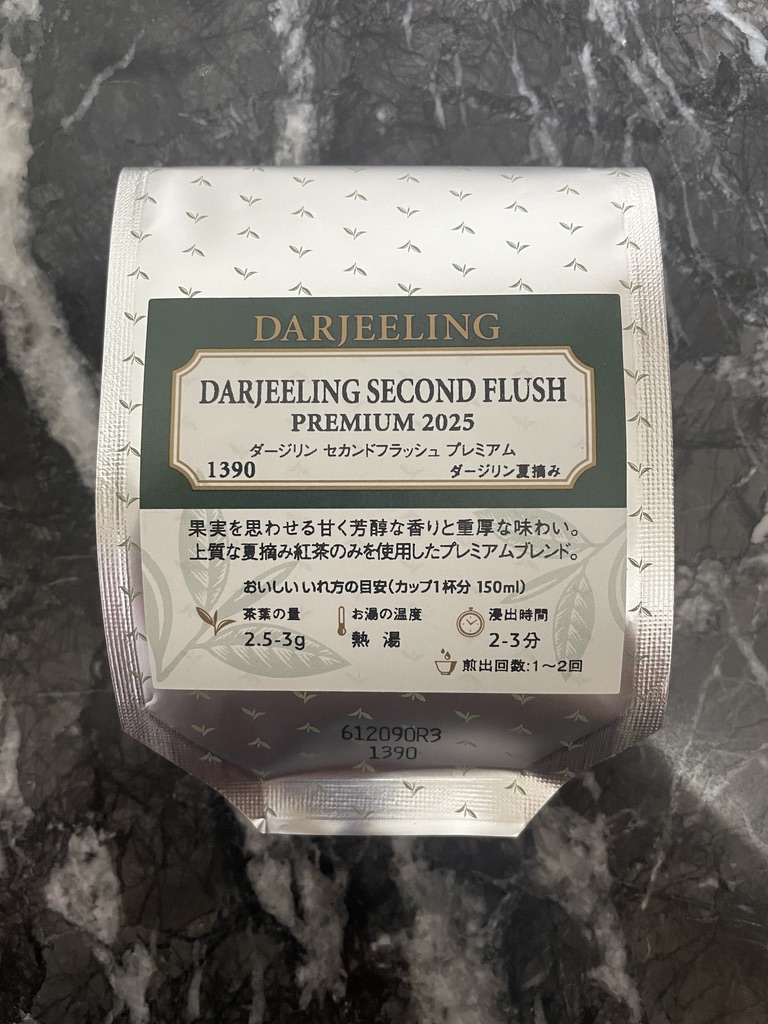 DARJEELING
DARJEELING SECOND FLUSH
PREMIUM 2025
ダージリン セカンドフラッシュ プレミアム
1390 ダージリン夏摘み
果実を思わせる甘く芳醇な香りと重厚な味わい。
上質な夏摘み紅茶のみを使用したプレミアムブレンド。
おいしい いれ方の目安(カップ1杯分 150ml)
茶葉の量 お湯の温度 浸出時間
2.5-3g 熱 湯 2-3分
煎出回数:1〜2回
612090R3
1390